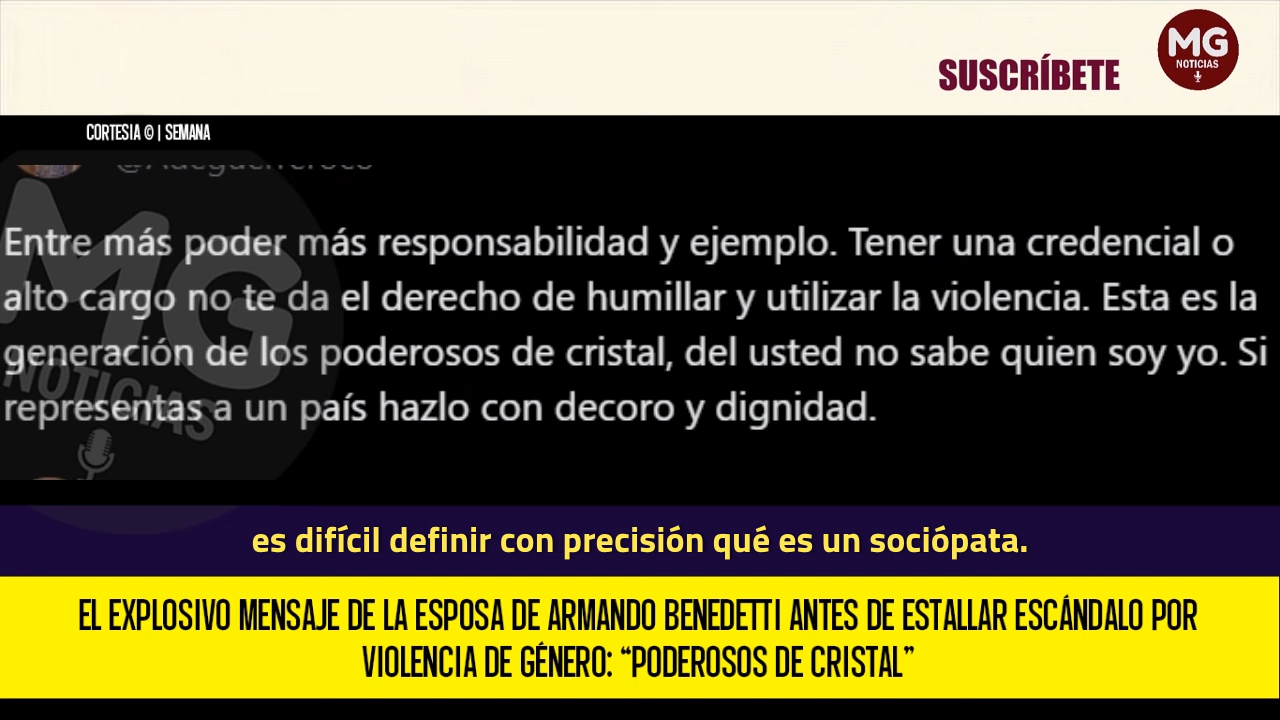 SUSCRÍBETE
MG
NOTICIAS
CORTESIA © | SEMANA
Entre más poder más responsabilidad y ejemplo. Tener una credencial o
alto cargo no te da el derecho de humillar y utilizar la violencia. Esta es la
generación de los poderosos de cristal, del usted no sabe quien soy yo. Si
representas a un país hazlo con decoro y dignidad.
MG
NOTICIAS
es difícil definir con precisión qué es un sociópata.
EL EXPLOSIVO MENSAJE DE LA ESPOSA DE ARMANDO BENEDETTI ANTES DE ESTALLAR ESCÁNDALO POR
VIOLENCIA DE GÉNERO: “PODEROSOS DE CRISTAL”